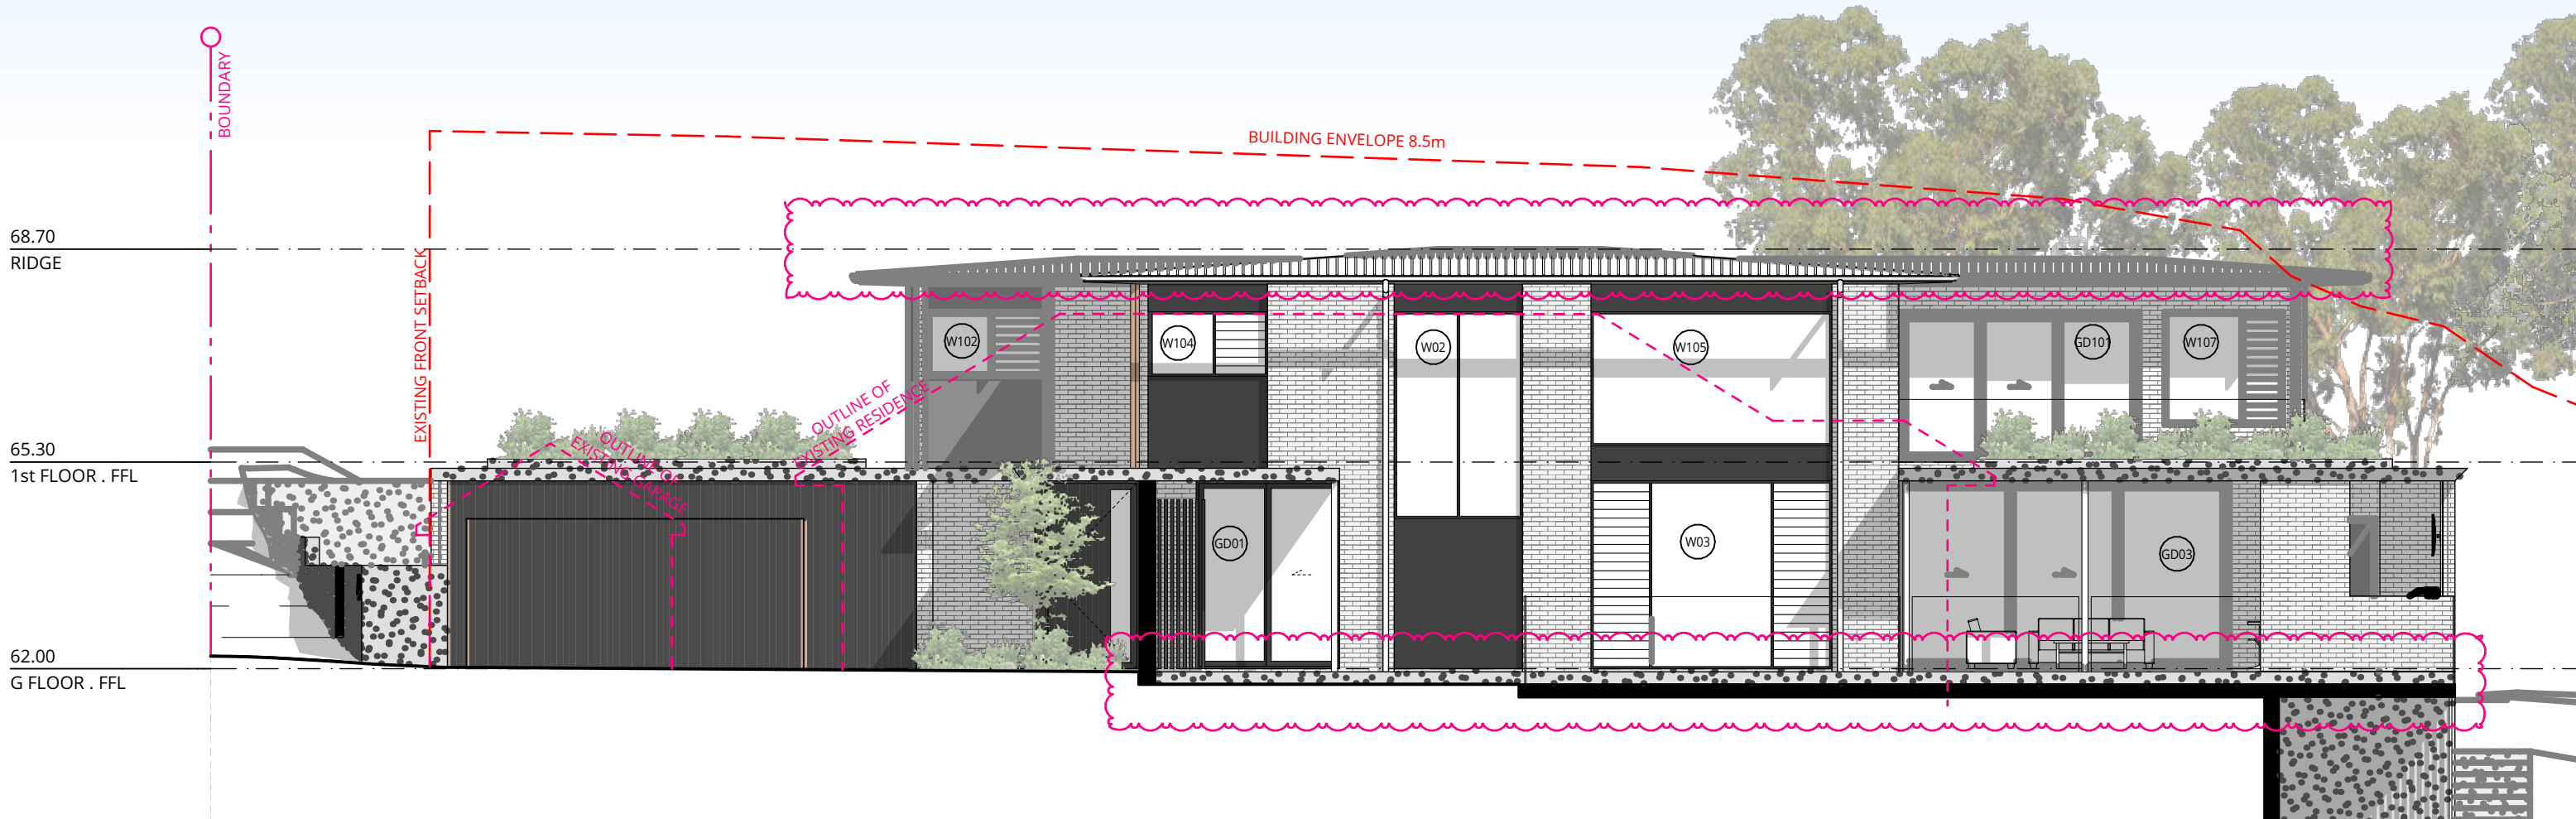 BOUNDARY
BUILDING ENVELOPE 8.5m
68.70
RIDGE
EXISTING FRONT SETBACK
W102
W104
W02
W105
GD101
W107
OUTLINE OF
EXISTING RESIDENCE
OUTLINE OF
EXISTING GARAGE
65.30
1st FLOOR . FFL
GD01
W03
GD03
62.00
G FLOOR . FFL